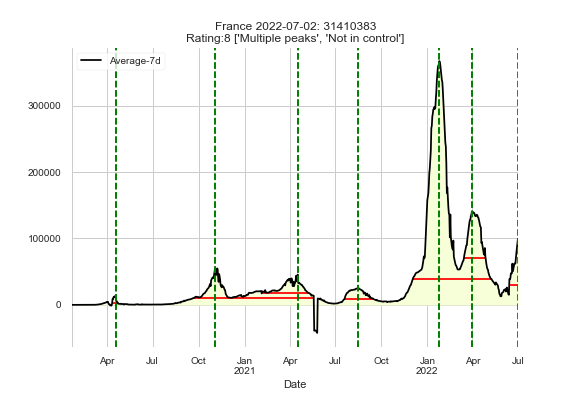 France 2022-07-02: 31410383
Rating:8 ['Multiple peaks', 'Not in control']
Average-7d
300000
200000
100000
0
Apr Jul Oct Jan Apr Jul Oct Jan Apr Jul
2021 2022
Date